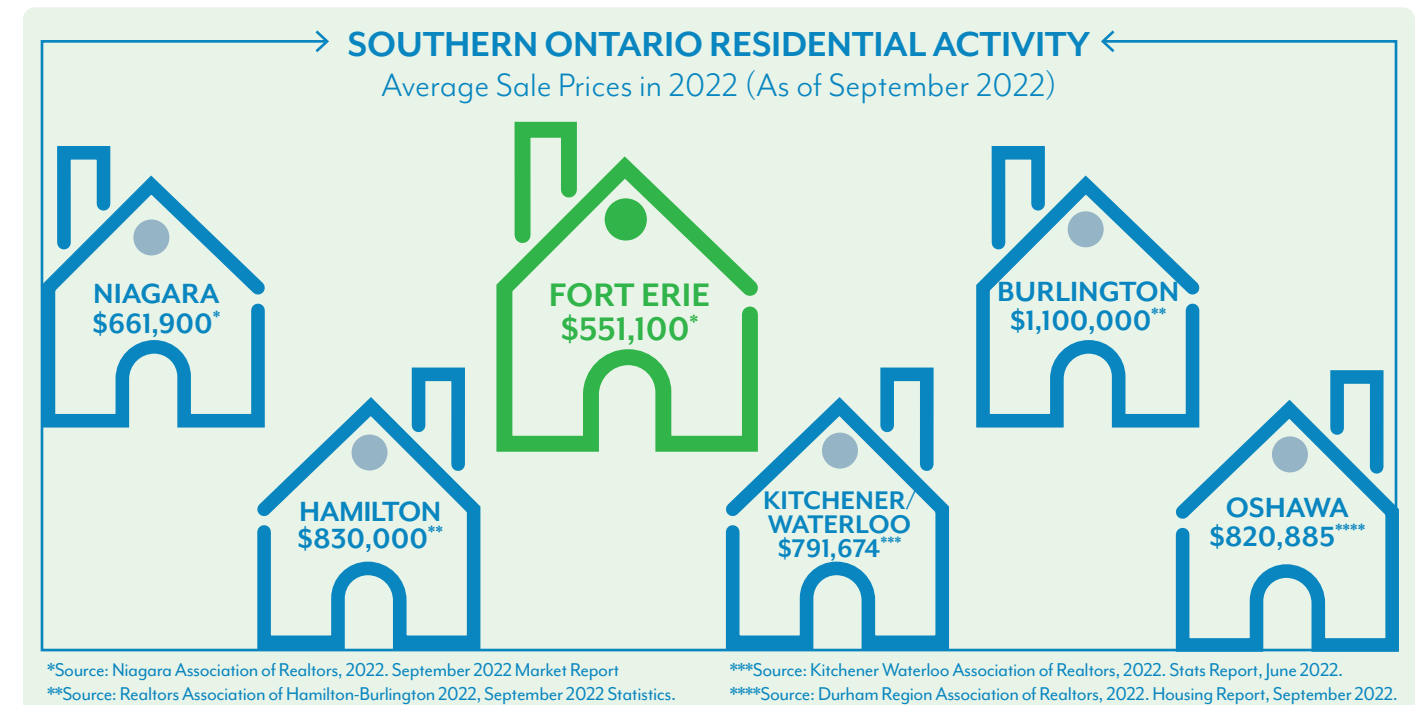 SOUTHERN ONTARIO RESIDENTIAL ACTIVITY
Average Sale Prices in 2022 (As of September 2022)
NIAGARA
$661,900*
FORT ERIE
$551,100*
BURLINGTON
$1,100,000**
HAMILTON
$830,000**
KITCHENER/
WATERLOO
$791,674***
OSHAWA
$820,885****
*Source: Niagara Association of Realtors, 2022. September 2022 Market Report
**Source: Realtors Association of Hamilton-Burlington 2022, September 2022 Statistics.
***Source: Kitchener Waterloo Association of Realtors, 2022. Stats Report, June 2022.
****Source: Durham Region Association of Realtors, 2022. Housing Report, September 2022.